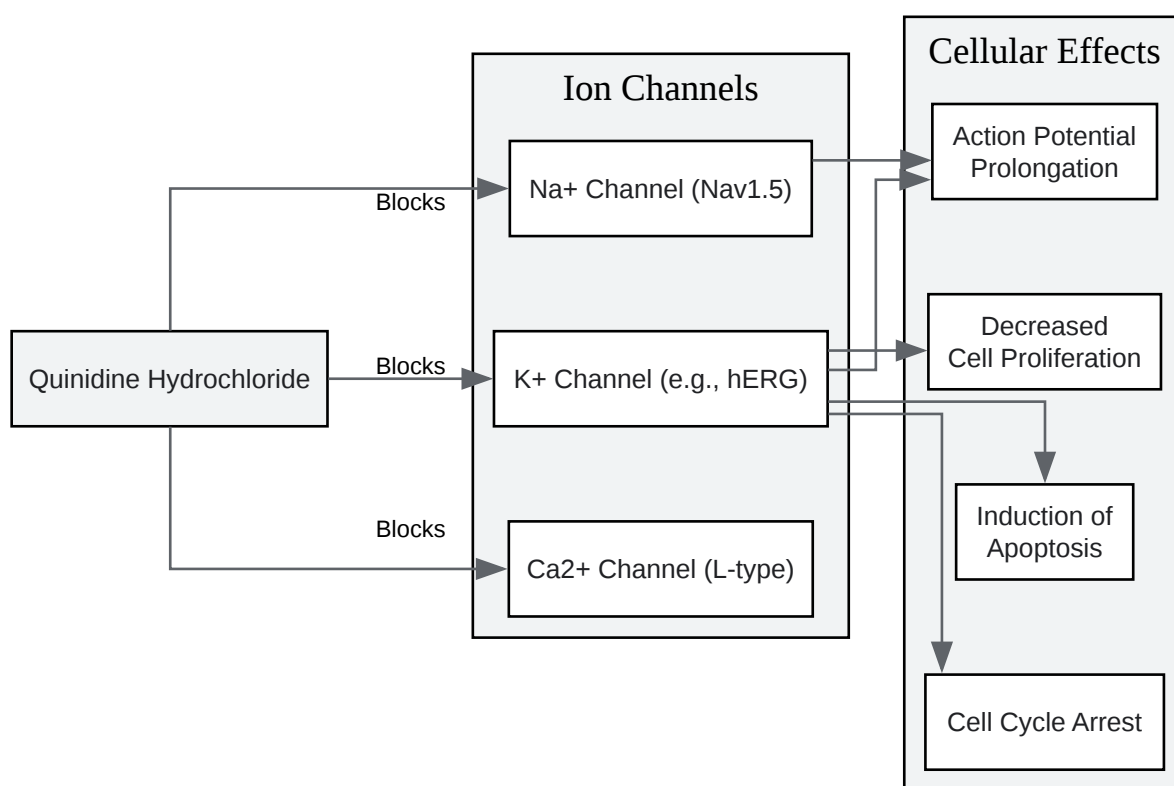 Cellular Effects
Ion Channels
Action Potential
Prolongation
Na+ Channel (Nav1.5)
Blocks
Decreased
Cell Proliferation
Quinidine Hydrochloride
Blocks
K+ Channel (e.g., hERG)
Induction of
Apoptosis
Blocks
Ca2+ Channel (L-type)
Cell Cycle Arrest